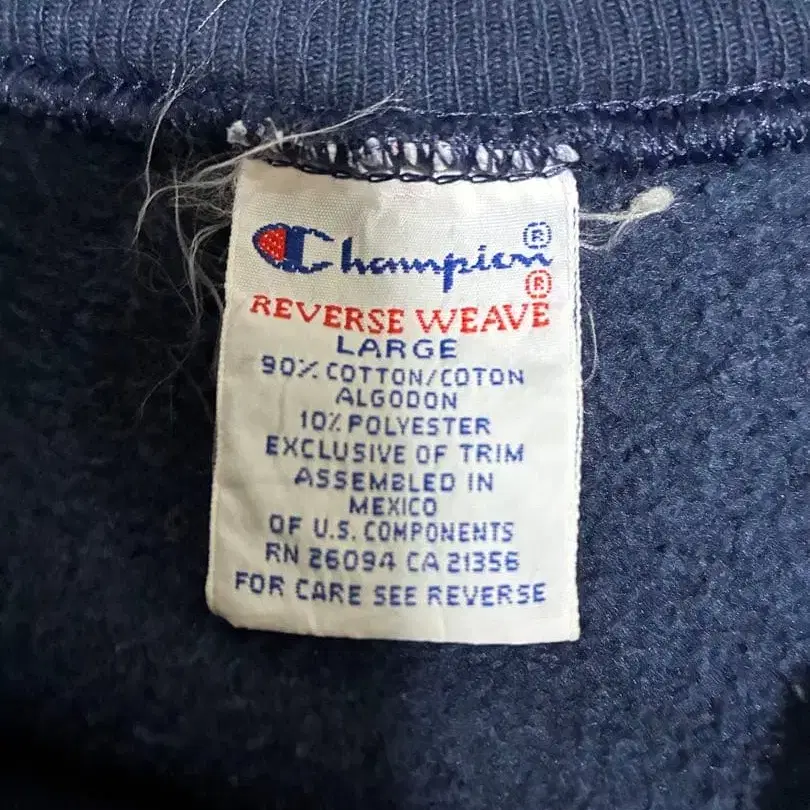 Champion ®
REVERSE WEAVE ®
LARGE
90% COTTON/COTON
ALGODON
10% POLYESTER
EXCLUSIVE OF TRIM
ASSEMBLED IN
MEXICO
OF U.S. COMPONENTS
RN 26094 CA 21356
FOR CARE SEE REVERSE